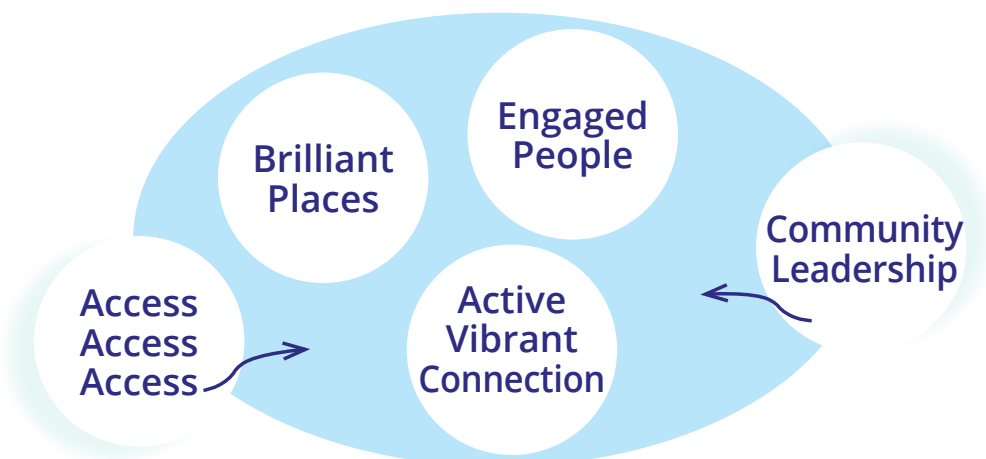 Brilliant
Places
Engaged
People
Community
Leadership
Access
Access
Access
Active
Vibrant
Connection